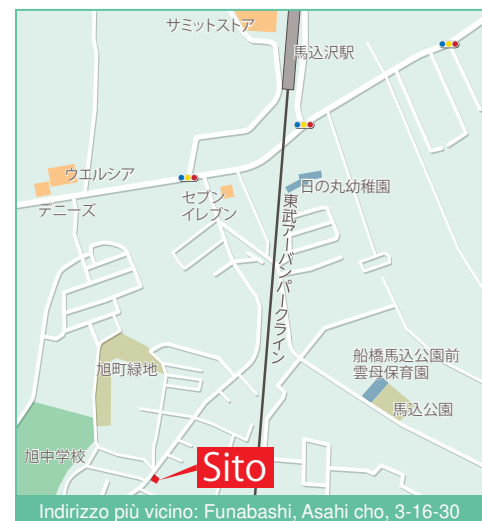 サミットストア
馬込沢駅
ウエルシア
デニーズ
セブン
イレブン
日の丸幼稚園
東武アーバンパークライン
旭町緑地
船橋馬込公園前
雲母保育園
馬込公園
旭中学校
Sito
Indirizzo più vicino: Funabashi, Asahi cho, 3-16-30